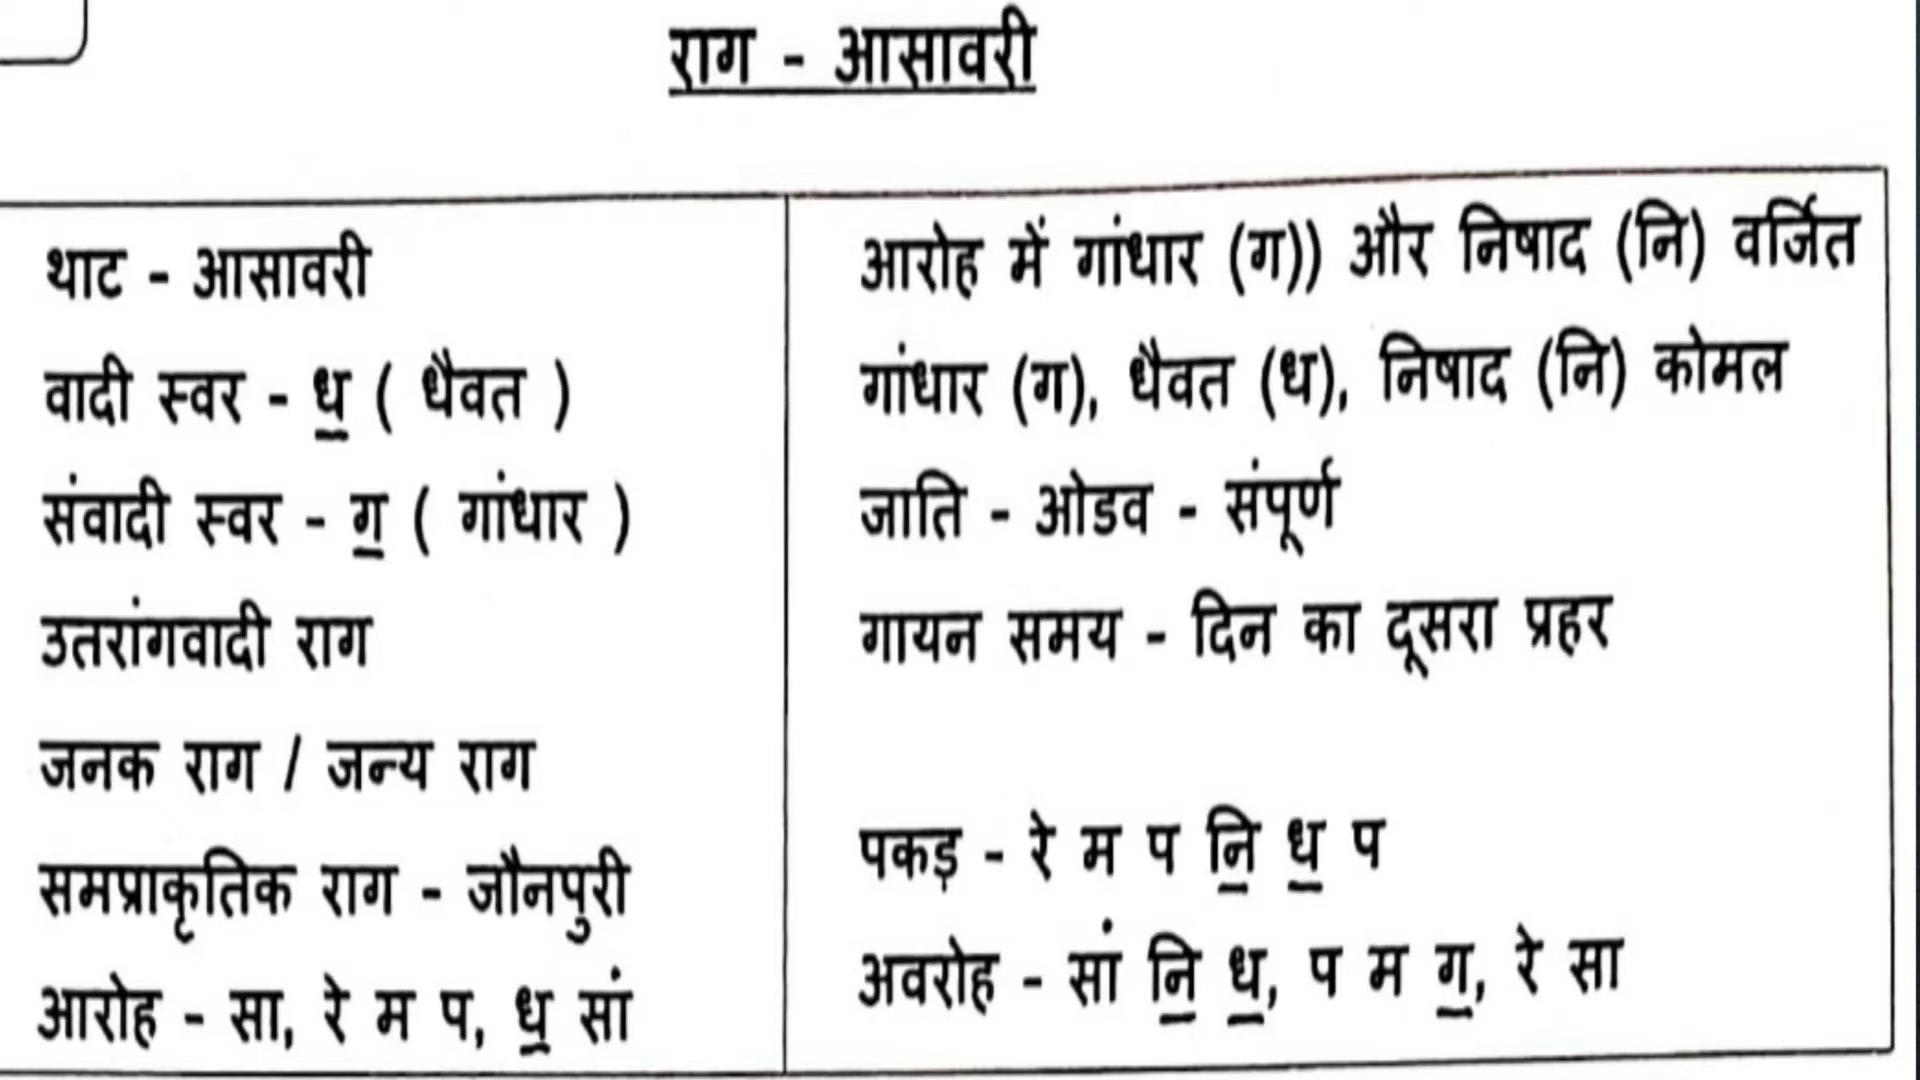 राग - आसावरी
थाट - आसावरी
वादी स्वर - ध॒ ( धैवत )
संवादी स्वर - ग॒ ( गांधार )
उतरांगवादी राग
जनक राग / जन्य राग
समप्राकृतिक राग - जौनपुरी
आरोह - सा, रे म प, ध॒ सां
आरोह में गांधार (ग)) और निषाद (नि) वर्जित
गांधार (ग), धैवत (ध), निषाद (नि) कोमल
जाति - ओडव - संपूर्ण
गायन समय - दिन का दूसरा प्रहर
पकड़ - रे म प नि॒ ध॒ प
अवरोह - सां नि॒ ध॒, प म ग॒, रे सा